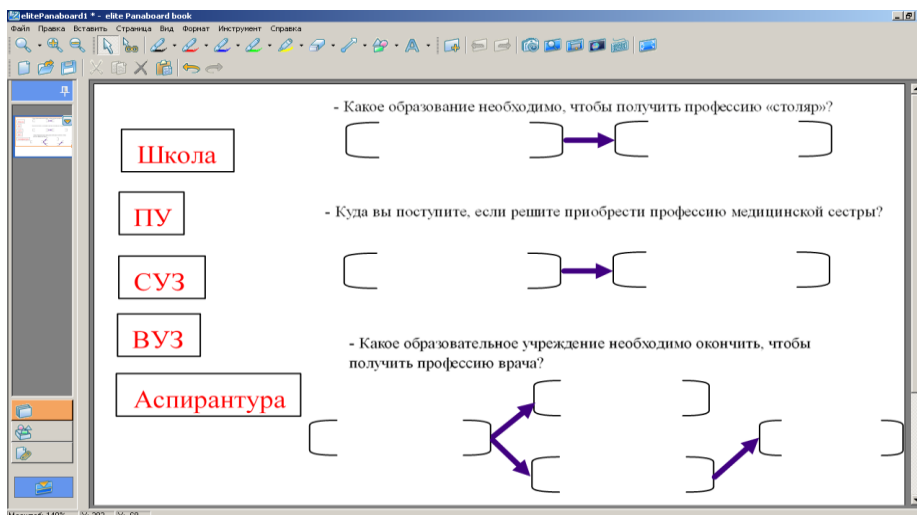 elitePanaboard1 * - elite Panaboard book
Файл Правка Вставить Страница Вид Формат Инструмент Справка
- Какое образование необходимо, чтобы получить профессию «столяр»?
Школа
ПУ
- Куда вы поступите, если решите приобрести профессию медицинской сестры?
СУЗ
ВУЗ
- Какое образовательное учреждение необходимо окончить, чтобы
получить профессию врача?
Аспирантура